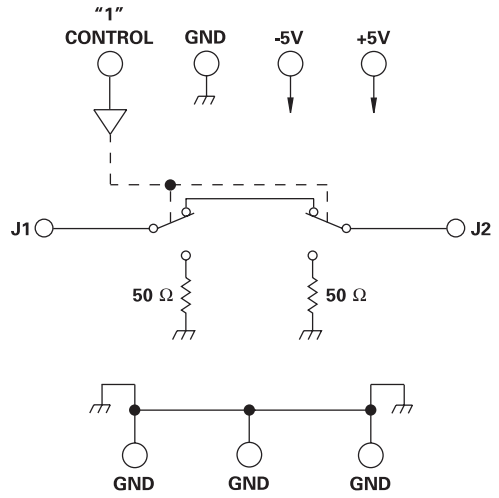 "1"
CONTROL GND -5V +5V
J1 J2
50 Ω 50 Ω
GND GND GND